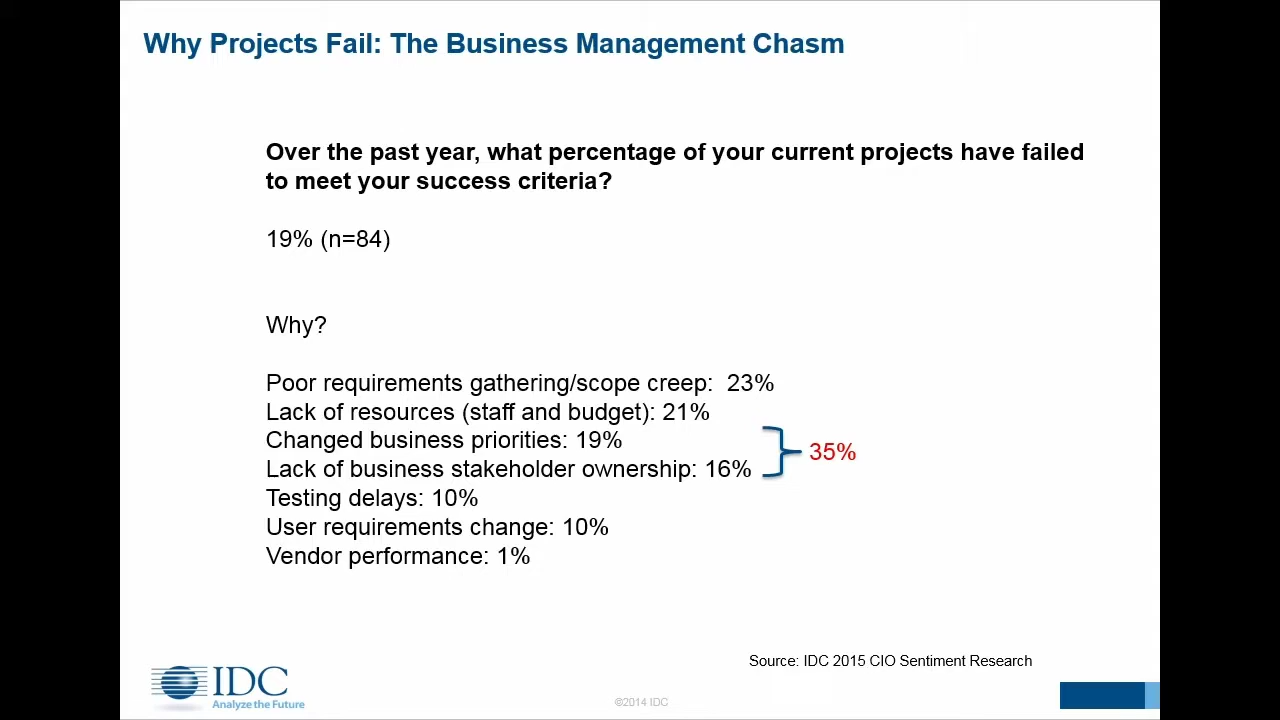 Why Projects Fail: The Business Management Chasm
Over the past year, what percentage of your current projects have failed
to meet your success criteria?
19% (n=84)
Why?
Poor requirements gathering/scope creep:  23%
Lack of resources (staff and budget): 21%
Changed business priorities: 19%
Lack of business stakeholder ownership: 16%
35%
Testing delays: 10%
User requirements change: 10%
Vendor performance: 1%
Source: IDC 2015 CIO Sentiment Research
IDC
Analyze the Future
©2014 IDC